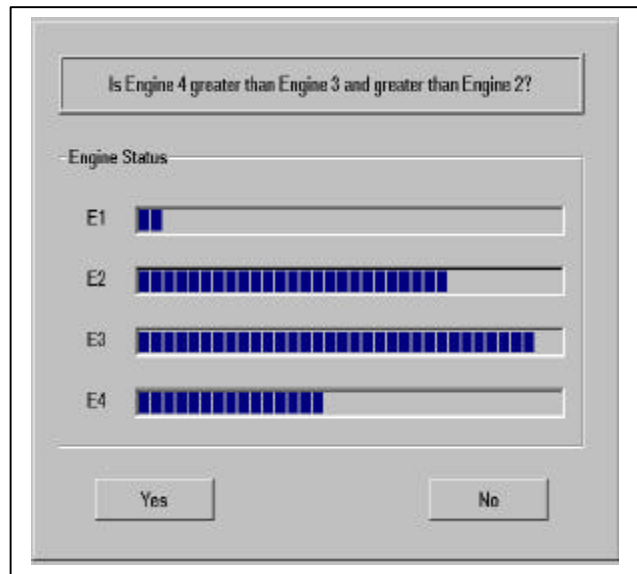 Is Engine 4 greater than Engine 3 and greater than Engine 2?
Engine Status
E1
E2
E3
E4
Yes No